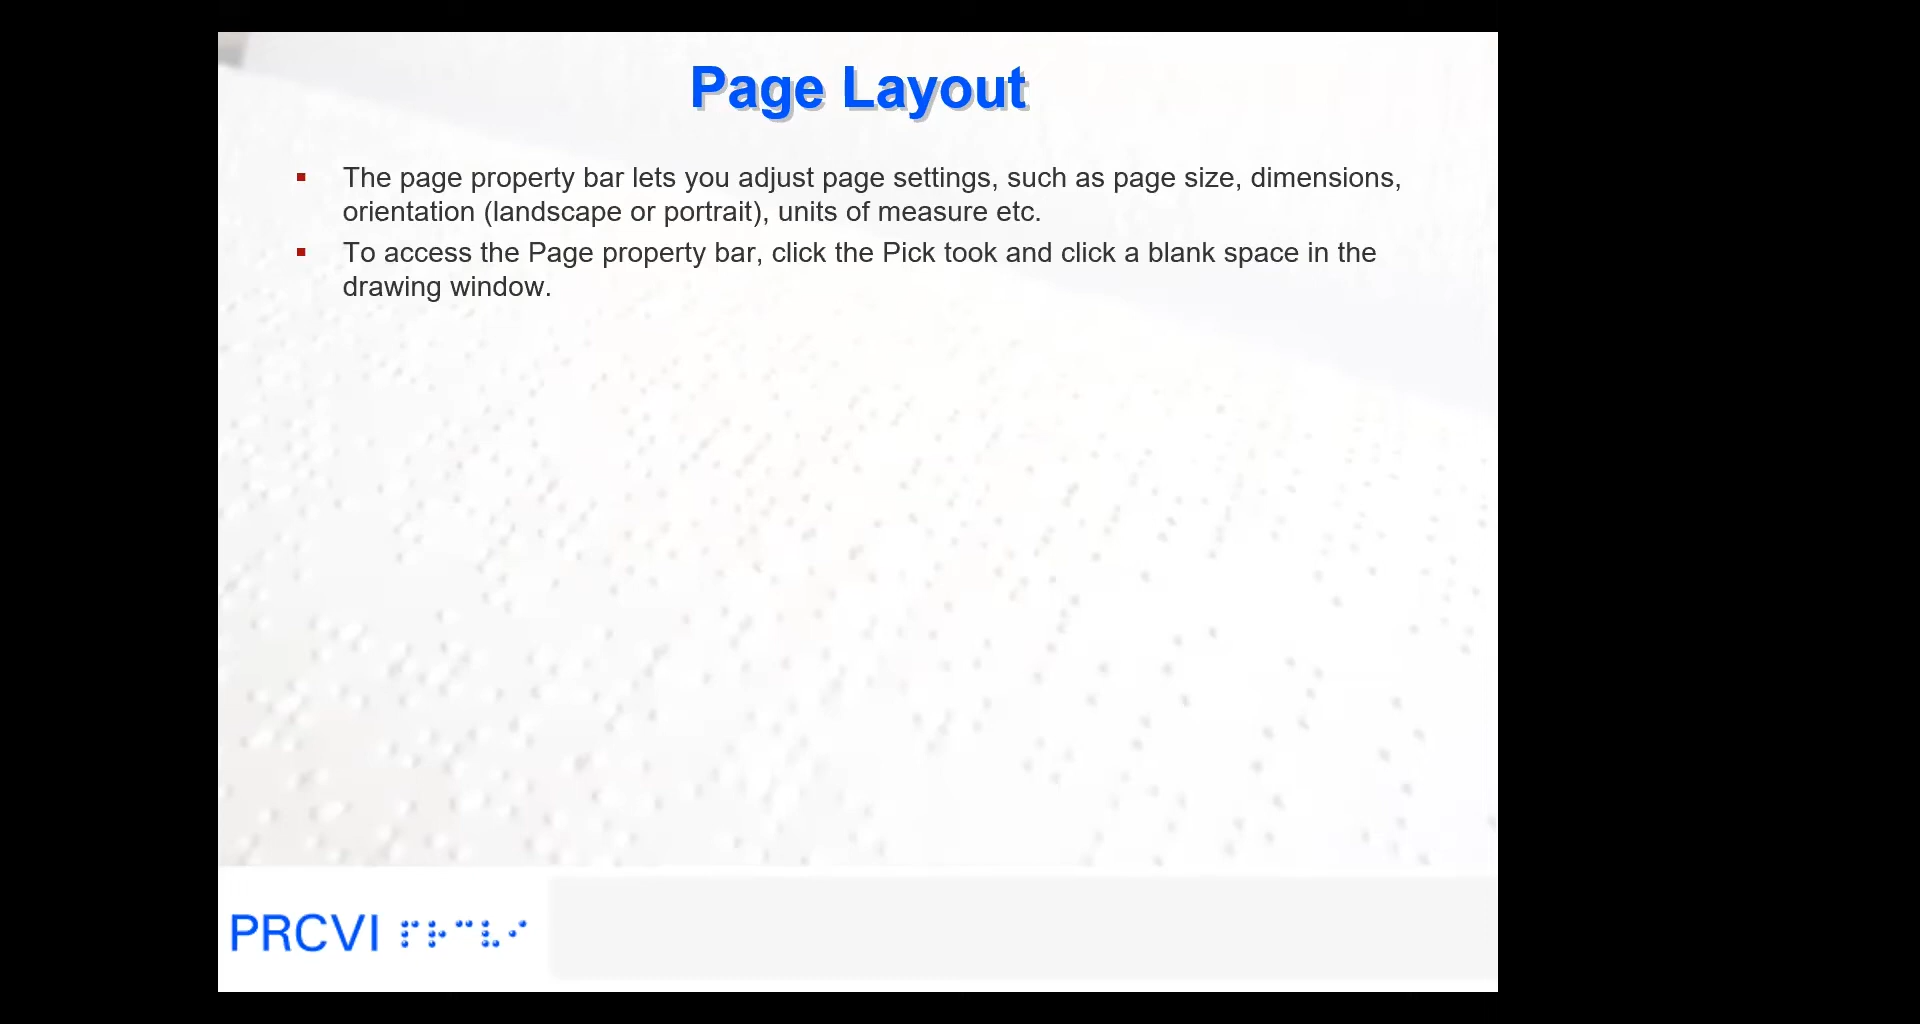 Page Layout
The page property bar lets you adjust page settings, such as page size, dimensions,
orientation (landscape or portrait), units of measure etc.
To access the Page property bar, click the Pick took and click a blank space in the
drawing window.
PRCVI ⠏⠗⠉⠧⠊